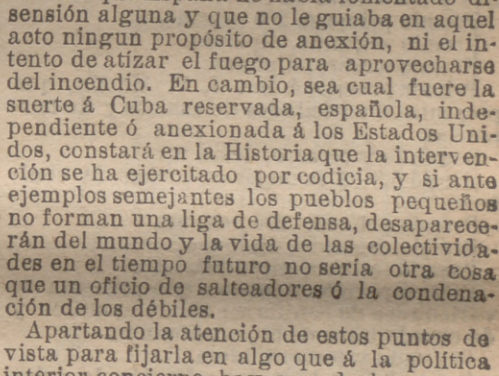 sensión alguna y que no le guiaba en aquel
acto ningun propósito de anexión, ni el in-
tento de atizar el fuego para aprovecharse
del incendio. En cambio, sea cual fuere la
suerte á Cuba reservada, española, inde-
pendiente ó anexionada á los Estados Uni-
dos, constará en la Historia que la interven-
ción se ha ejercitado por codicia, y si ante
ejemplos semejantes los pueblos pequeños
no forman una liga de defensa, desaparece-
rán del mundo y la vida de las colectivida-
des en el tiempo futuro no sería otra cosa
que un oficio de salteadores ó la condena-
ción de los débiles.
Apartando la atención de estos puntos de
vista para fijarla en algo que á la política